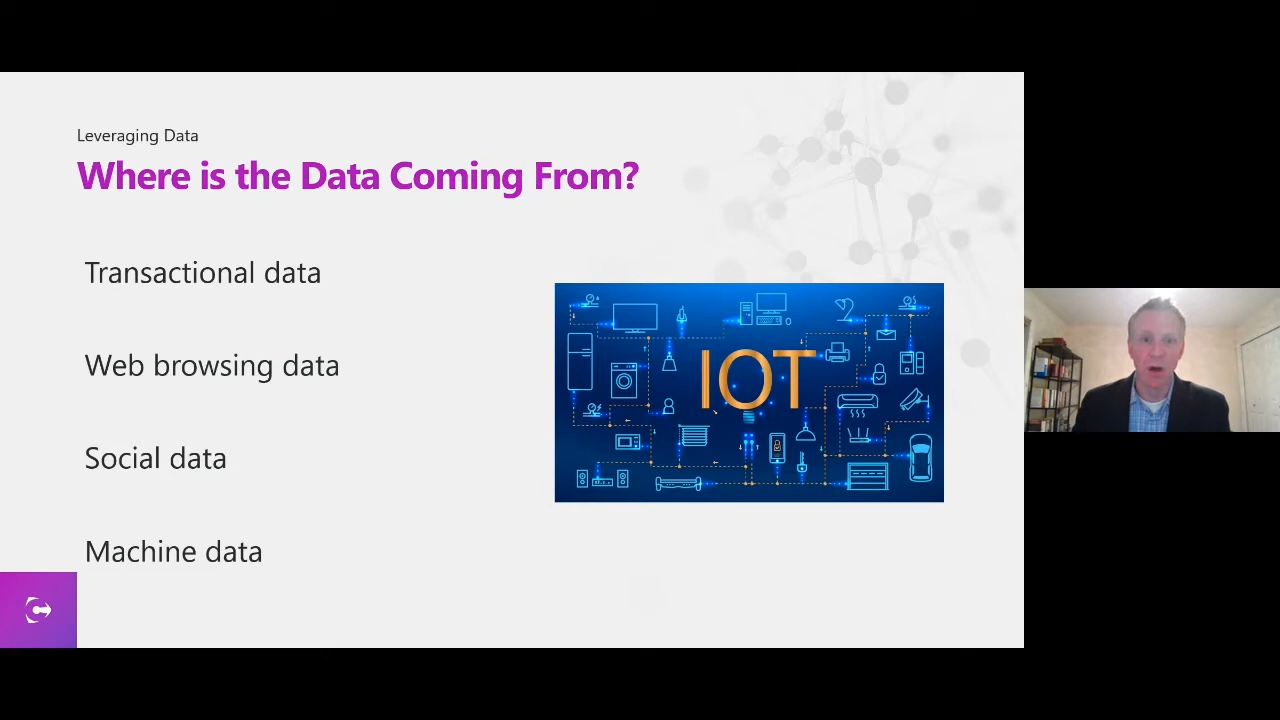 Leveraging Data
Where is the Data Coming From?
Transactional data
Web browsing data
Social data
Machine data
IOT